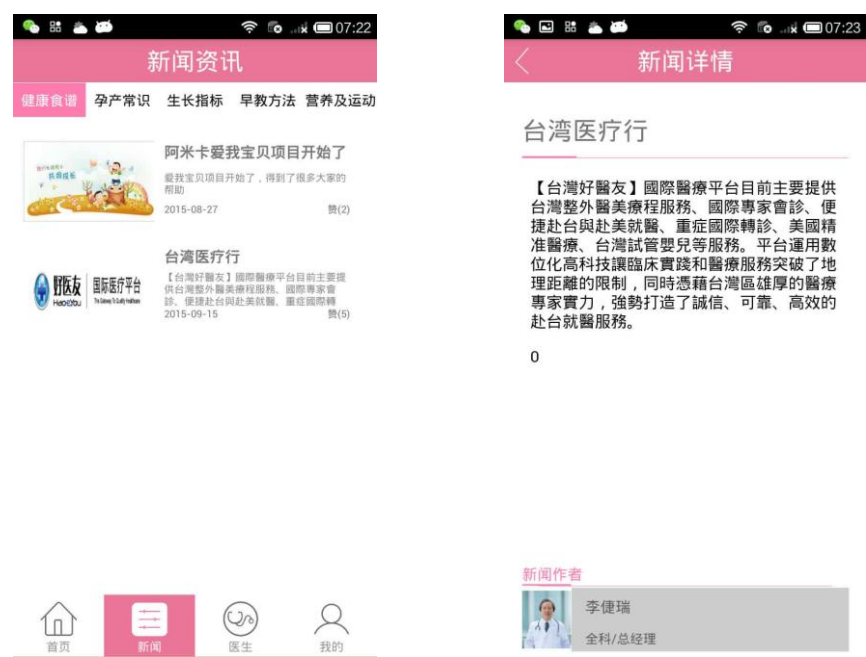 07:22
新闻资讯
健康食谱 孕产常识 生长指标 早教方法 营养及运动
阿米卡爱我宝贝项目开始了
爱我宝贝项目开始了，得到了很多大家的
帮助
2015-08-27 赞(2)
台湾医疗行
好医友
HaoeYou
国际医疗平台
【台灣好醫友】國際醫療平台目前主要提
供台灣整外醫美療程服務、國際專家會
診、便捷赴台與赴美就醫、重症國際轉
2015-09-15 赞(5)
首页 新闻 医生 我的
07:23
新闻详情
台湾医疗行
【台灣好醫友】國際醫療平台目前主要提供
台灣整外醫美療程服務、國際專家會診、便
捷赴台與赴美就醫、重症國際轉診、美國精
准醫療、台灣試管嬰兒等服務。平台運用數
位化高科技讓臨床實踐和醫療服務突破了地
理距離的限制，同時憑藉台灣區雄厚的醫療
專家實力，強勢打造了誠信、可靠、高效的
赴台就醫服務。
0
新闻作者
李倢瑞
全科/总经理